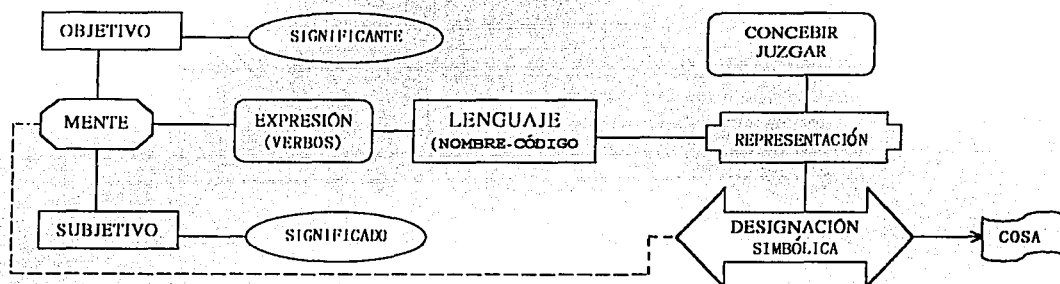 OBJETIVO
SIGNIFICANTE
CONCEBIR
JUZGAR
MENTE
EXPRESIÓN
(VERBOS)
LENGUAJE
(NOMBRE-CÓDIGO
REPRESENTACIÓN
SUBJETIVO
SIGNIFICADO
DESIGNACIÓN
SIMBÓLICA
COSA